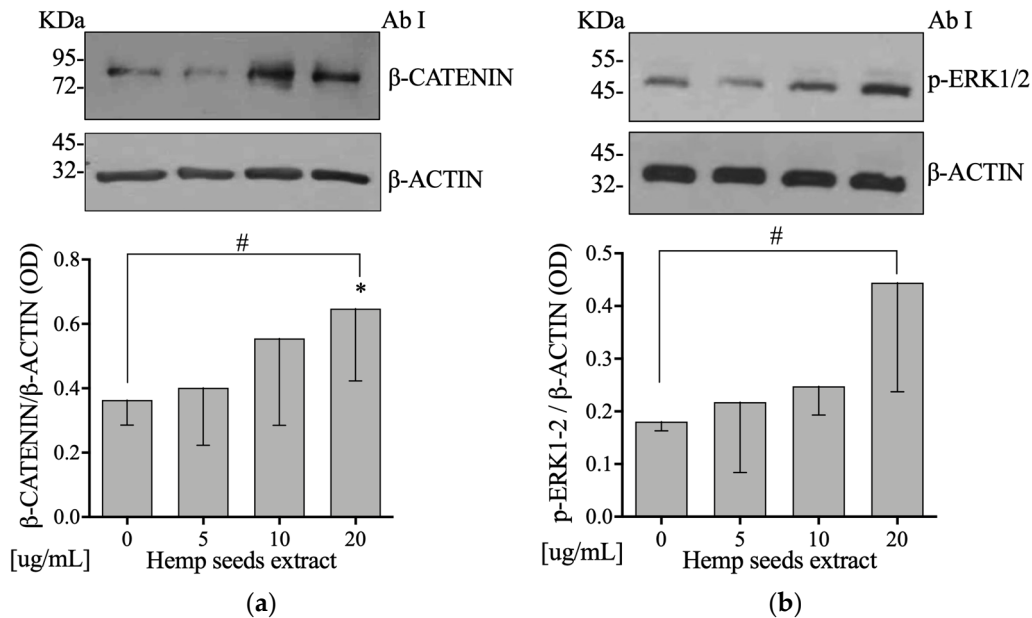 KDa Ab I
95-
72-
β-CATENIN
45-
32-
β-ACTIN
β-CATENIN/β-ACTIN (OD)
0.8
0.6
0.4
0.2
0.0
#
*
0 5 10 20
[ug/mL] Hemp seeds extract
(a)
KDa Ab I
55-
45-
p-ERK1/2
45-
32-
β-ACTIN
p-ERK1-2 / β-ACTIN (OD)
0.5
0.4
0.3
0.2
0.1
0.0
#
0 5 10 20
[ug/mL] Hemp seeds extract
(b)